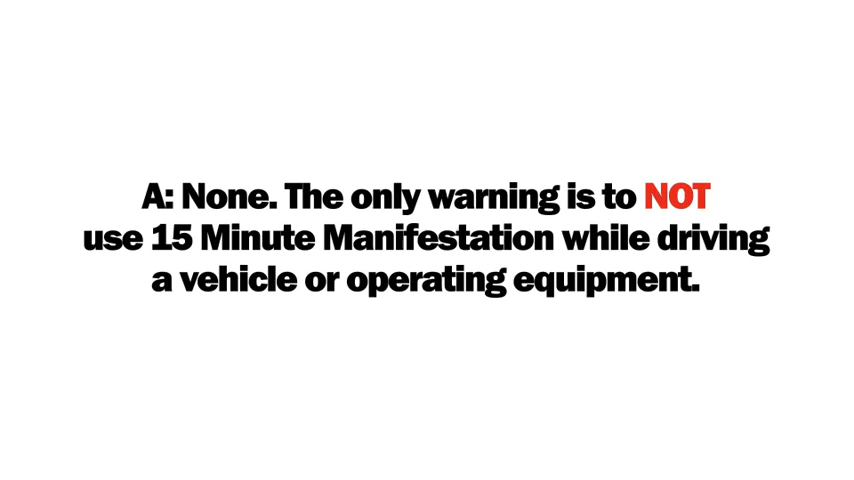 A: None. The only warning is to NOT
use 15 Minute Manifestation while driving
a vehicle or operating equipment.